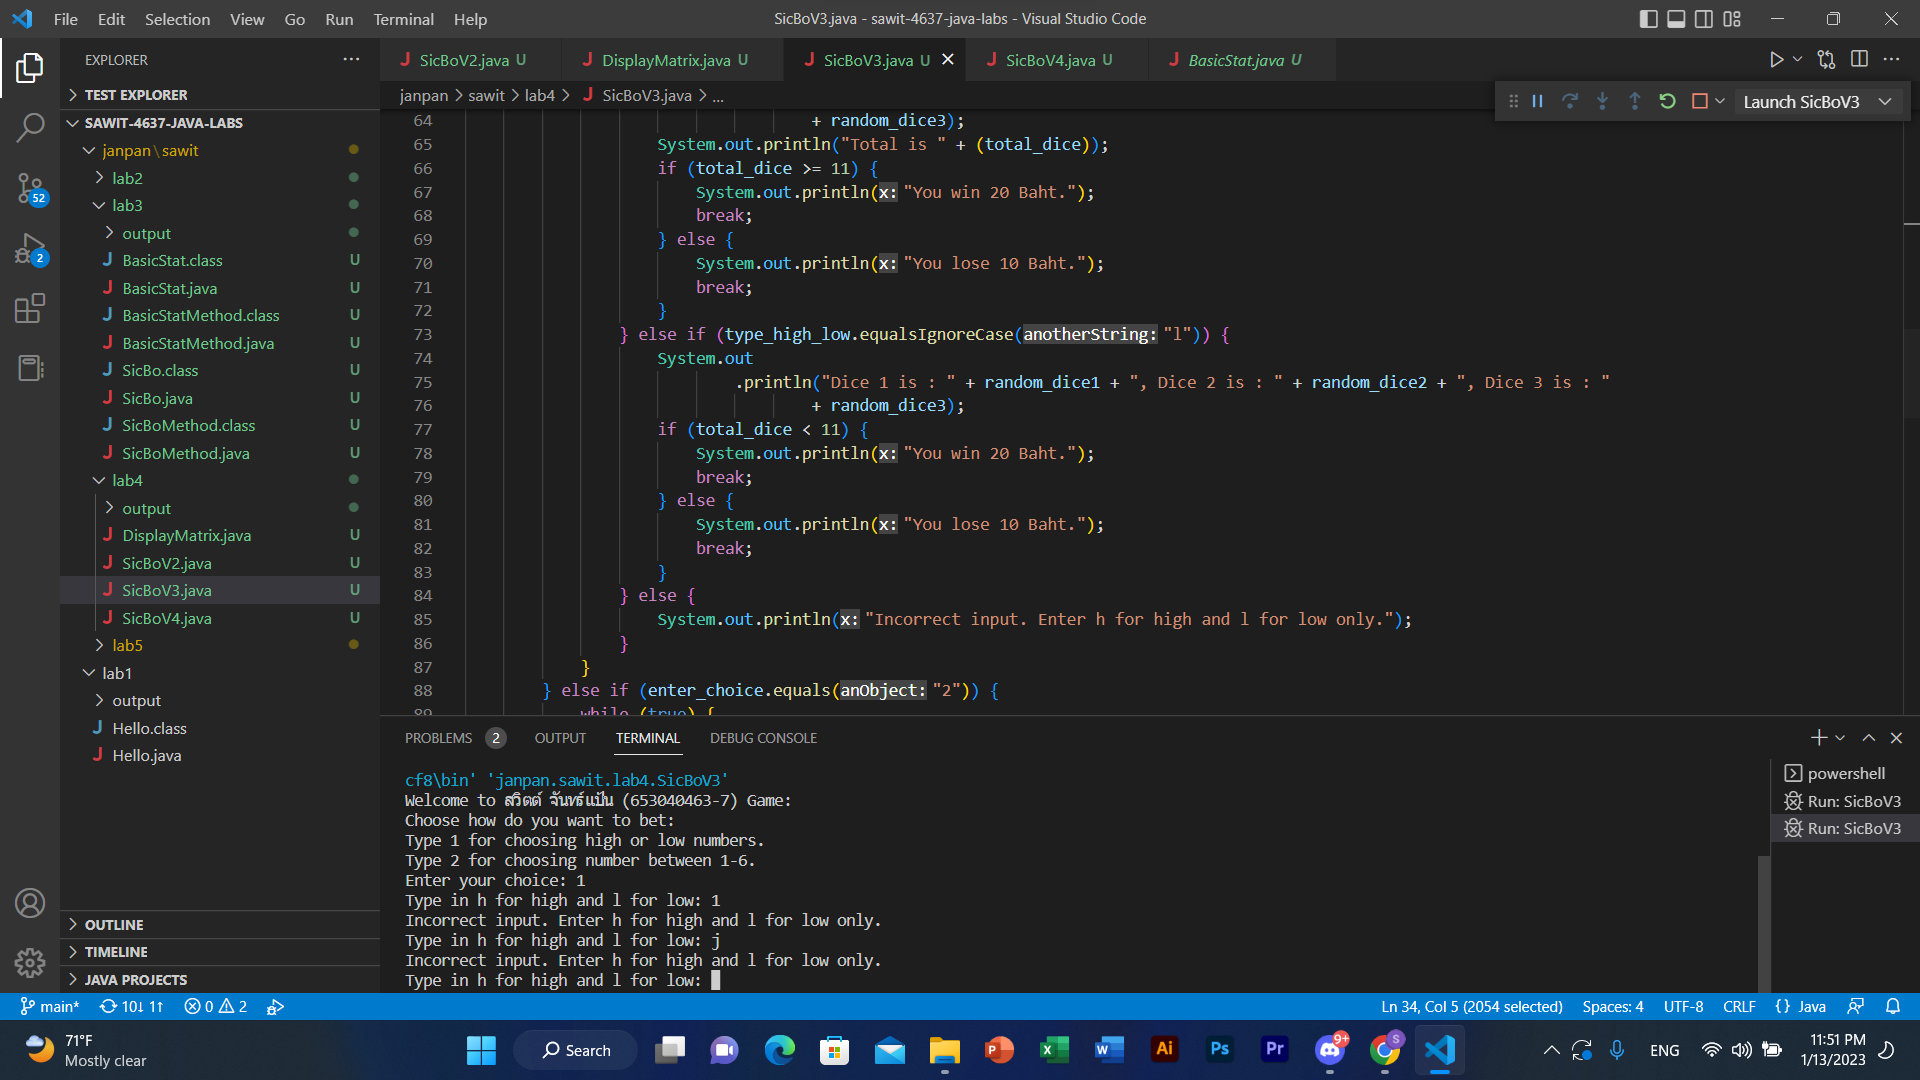 File Edit Selection View Go Run Terminal Help
SicBoV3.java - sawit-4637-java-labs - Visual Studio Code
EXPLORER
TEST EXPLORER
SAWIT-4637-JAVA-LABS
janpan\sawit
lab2
lab3
output
BasicStat.class U
BasicStat.java U
BasicStatMethod.class U
BasicStatMethod.java U
SicBo.class U
SicBo.java U
SicBoMethod.class U
SicBoMethod.java U
lab4
output
DisplayMatrix.java U
SicBoV2.java U
SicBoV3.java U
SicBoV4.java U
lab5
lab1
output
Hello.class
Hello.java
OUTLINE
TIMELINE
JAVA PROJECTS
52
2
SicBoV2.java U DisplayMatrix.java U SicBoV3.java U SicBoV4.java U BasicStat.java U
janpan > sawit > lab4 > SicBoV3.java > ...
Launch SicBoV3
64 + random_dice3);
65 System.out.println("Total is " + (total_dice));
66 if (total_dice >= 11) {
67 System.out.println(x: "You win 20 Baht.");
68 break;
69 } else {
70 System.out.println(x: "You lose 10 Baht.");
71 break;
72 }
73 } else if (type_high_low.equalsIgnoreCase(anotherString: "l")) {
74 System.out
75 .println("Dice 1 is : " + random_dice1 + ", Dice 2 is : " + random_dice2 + ", Dice 3 is : "
76 + random_dice3);
77 if (total_dice < 11) {
78 System.out.println(x: "You win 20 Baht.");
79 break;
80 } else {
81 System.out.println(x: "You lose 10 Baht.");
82 break;
83 }
84 } else {
85 System.out.println(x: "Incorrect input. Enter h for high and l for low only.");
86 }
87 }
88 } else if (enter_choice.equals(anObject: "2")) {
89 while (true) {
PROBLEMS 2 OUTPUT TERMINAL DEBUG CONSOLE
cf8\bin' 'janpan.sawit.lab4.SicBoV3'
Welcome to สวิตต์ จันทร์แป้น (653040463-7) Game:
Choose how do you want to bet:
Type 1 for choosing high or low numbers.
Type 2 for choosing number between 1-6.
Enter your choice: 1
Type in h for high and l for low: 1
Incorrect input. Enter h for high and l for low only.
Type in h for high and l for low: j
Incorrect input. Enter h for high and l for low only.
Type in h for high and l for low:
powershell
Run: SicBoV3
Run: SicBoV3
main* 10↓ 1↑ 0 2
Ln 34, Col 5 (2054 selected) Spaces: 4 UTF-8 CRLF {} Java
71°F
Mostly clear
Search
9+
S
ENG
11:51 PM
1/13/2023